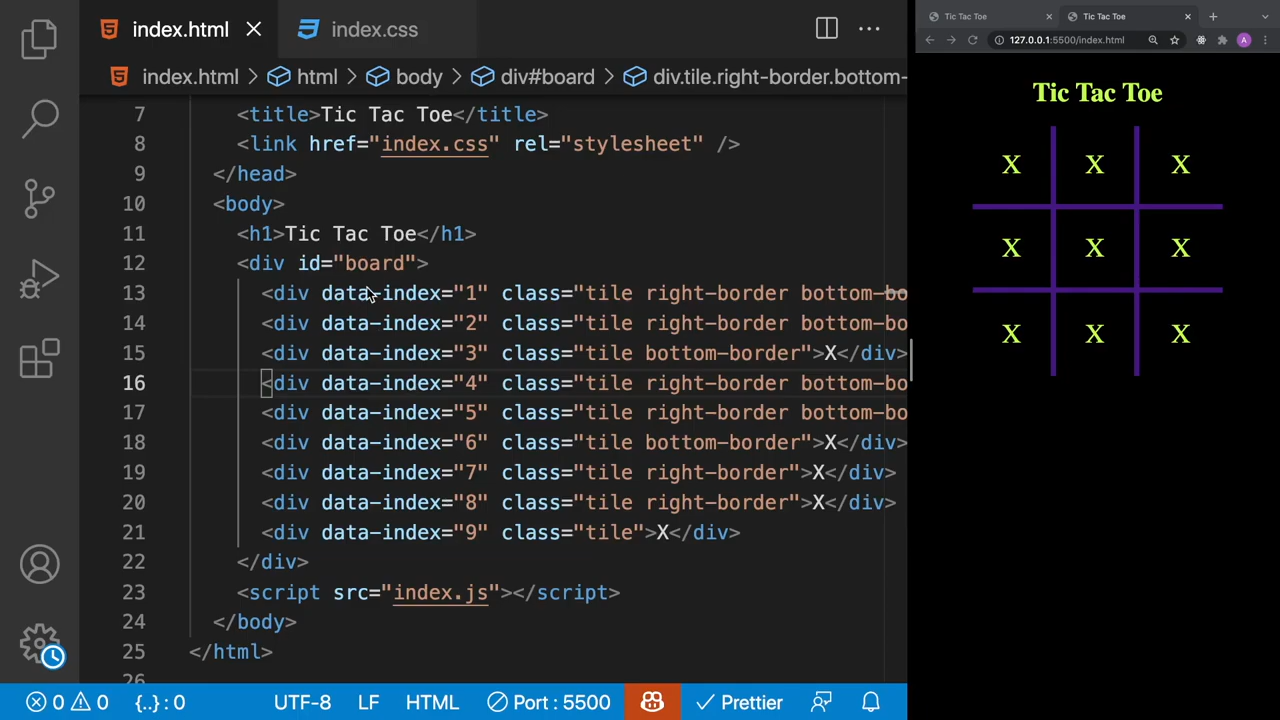 index.html
index.css
index.html > html > body > div#board > div.tile.right-border.bottom-
7 <title>Tic Tac Toe</title>
8 <link href="index.css" rel="stylesheet" />
9 </head>
10 <body>
11 <h1>Tic Tac Toe</h1>
12 <div id="board">
13 <div data-index="1" class="tile right-border bottom-bo
14 <div data-index="2" class="tile right-border bottom-bo
15 <div data-index="3" class="tile bottom-border">X</div>
16 <div data-index="4" class="tile right-border bottom-bo
17 <div data-index="5" class="tile right-border bottom-bo
18 <div data-index="6" class="tile bottom-border">X</div>
19 <div data-index="7" class="tile right-border">X</div>
20 <div data-index="8" class="tile right-border">X</div>
21 <div data-index="9" class="tile">X</div>
22 </div>
23 <script src="index.js"></script>
24 </body>
25 </html>
0 0 {..} : 0 UTF-8 LF HTML Port : 5500 Prettier
Tic Tac Toe
Tic Tac Toe
127.0.0.1:5500/index.html
A
Tic Tac Toe
X X X
X X X
X X X